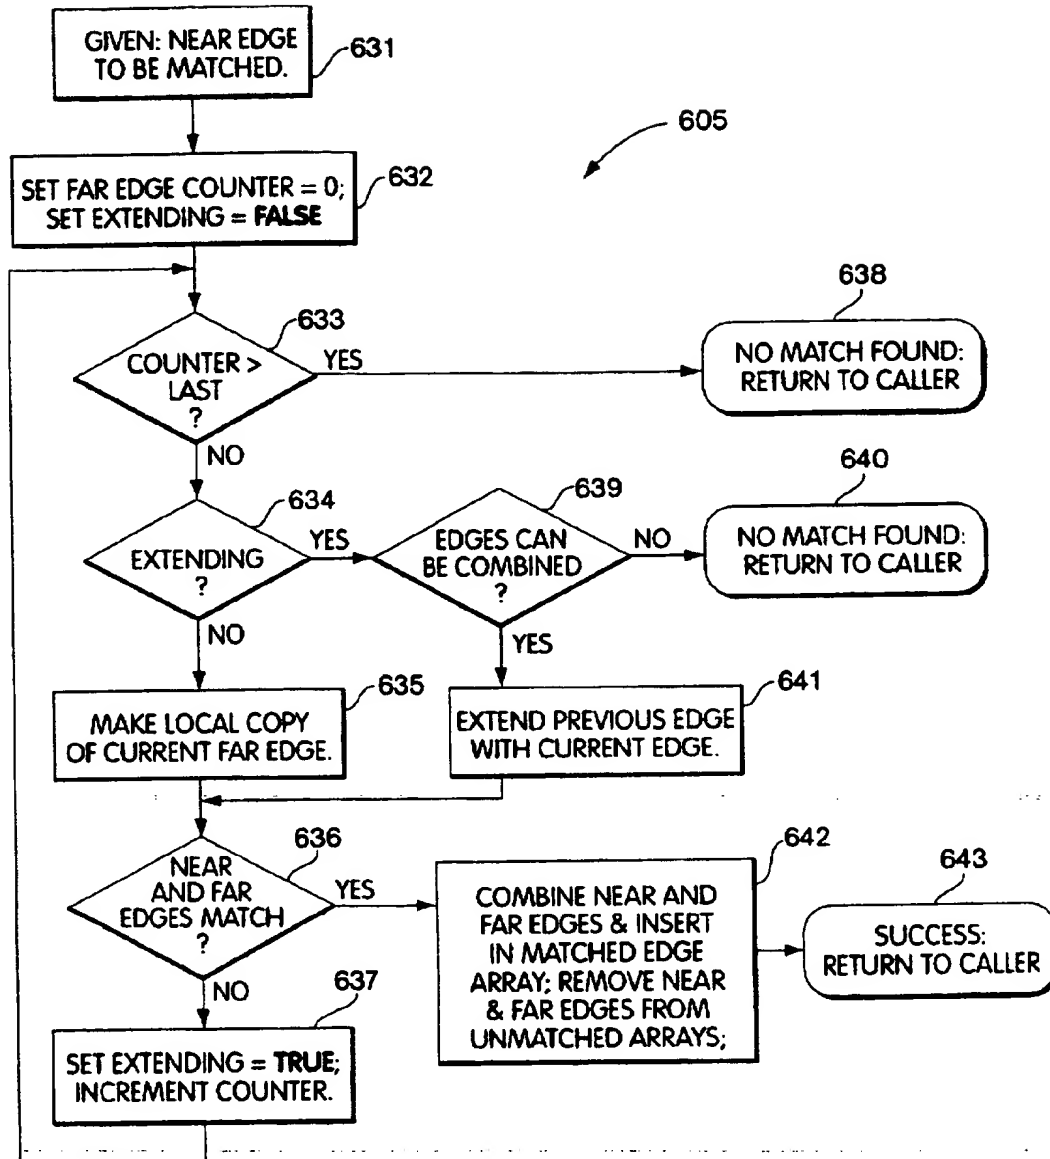 GIVEN: NEAR EDGE
TO BE MATCHED.
631
605
SET FAR EDGE COUNTER = 0;
SET EXTENDING = FALSE
632
633
COUNTER >
LAST
?
YES
NO
638
NO MATCH FOUND:
RETURN TO CALLER
634
EXTENDING
?
YES
NO
639
EDGES CAN
BE COMBINED
?
NO
YES
640
NO MATCH FOUND:
RETURN TO CALLER
635
MAKE LOCAL COPY
OF CURRENT FAR EDGE.
641
EXTEND PREVIOUS EDGE
WITH CURRENT EDGE.
636
NEAR
AND FAR
EDGES MATCH
?
YES
NO
642
COMBINE NEAR AND
FAR EDGES & INSERT
IN MATCHED EDGE
ARRAY; REMOVE NEAR
& FAR EDGES FROM
UNMATCHED ARRAYS;
643
SUCCESS:
RETURN TO CALLER
637
SET EXTENDING = TRUE;
INCREMENT COUNTER.